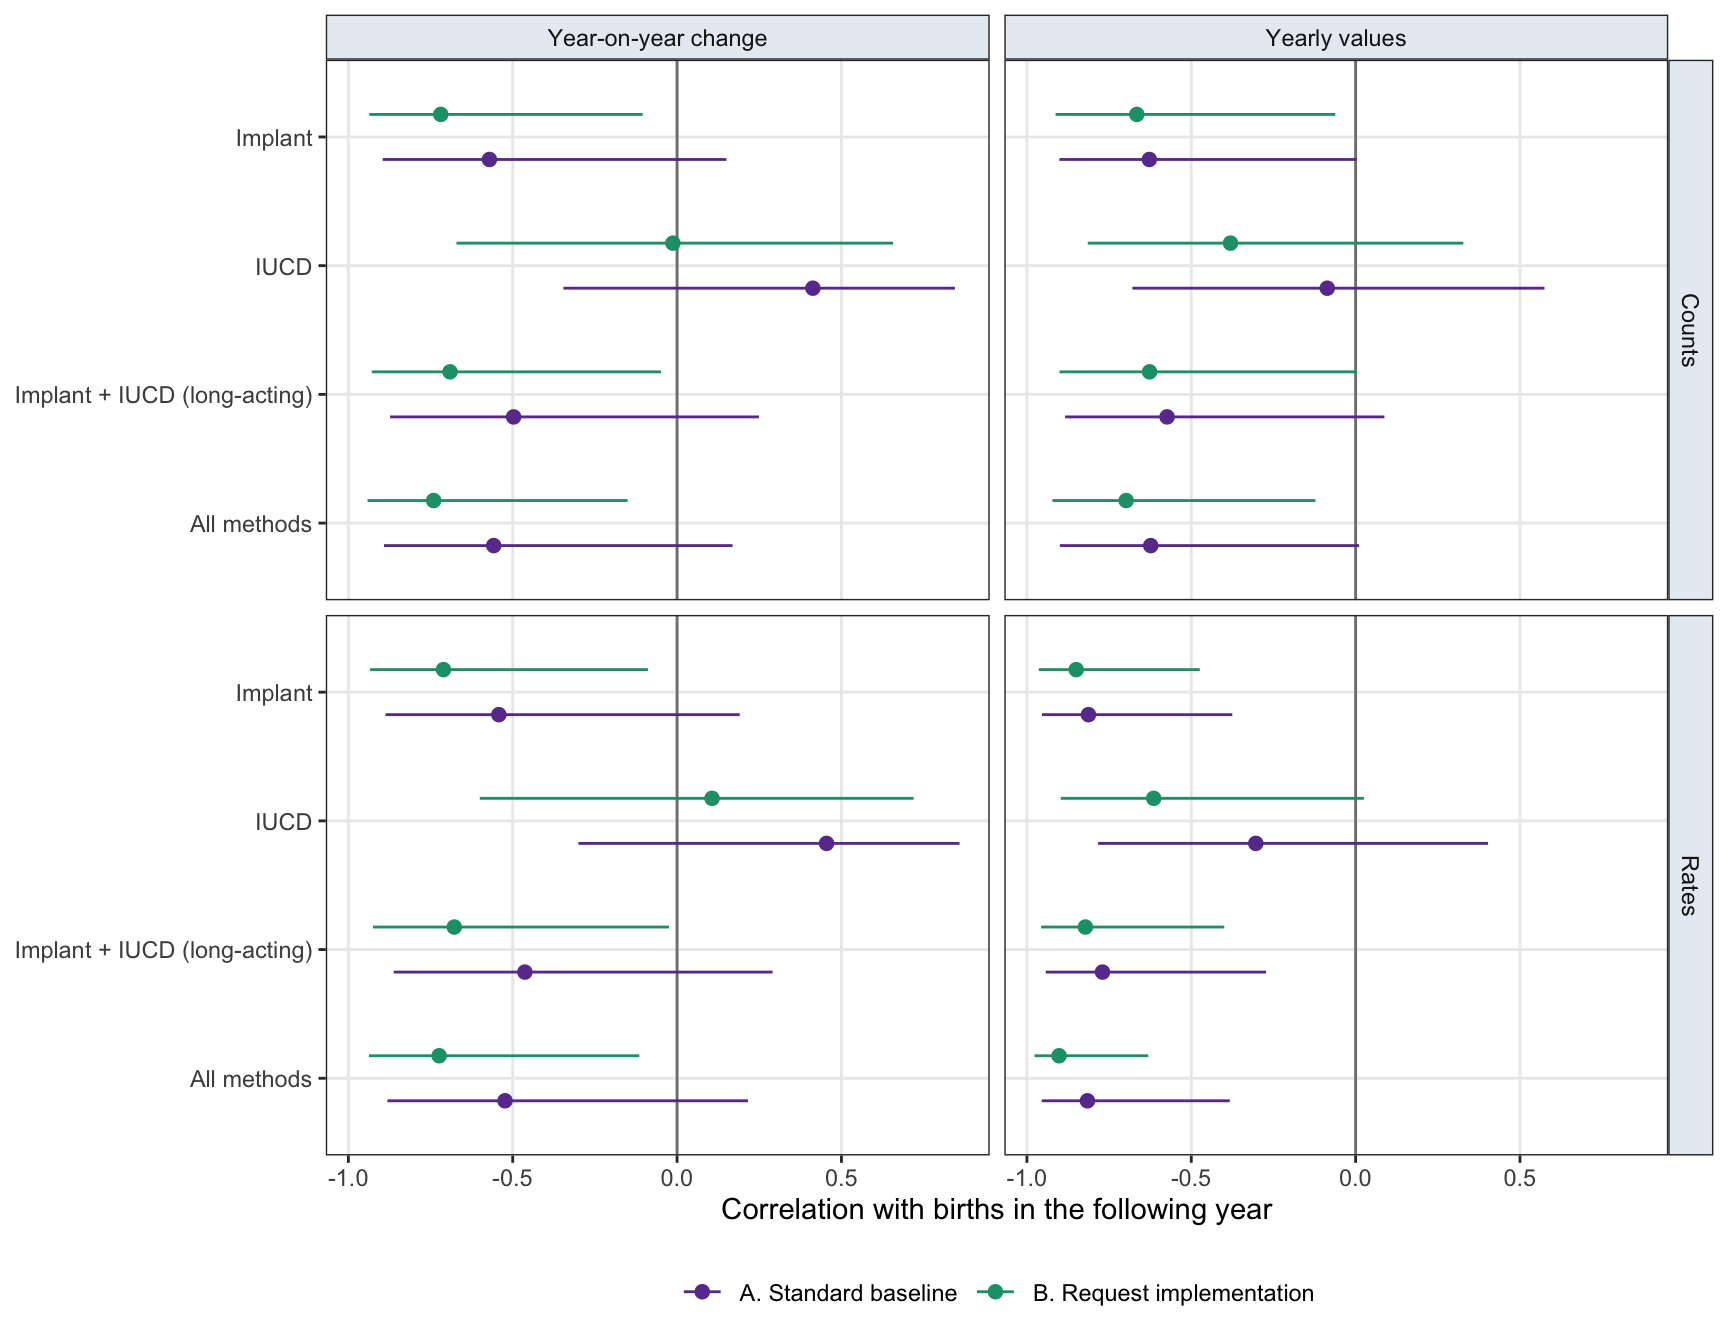 Year-on-year change
Yearly values
Implant
IUCD
Implant + IUCD (long-acting)
All methods
Counts
Implant
IUCD
Implant + IUCD (long-acting)
All methods
Rates
-1.0 -0.5 0.0 0.5
-1.0 -0.5 0.0 0.5
Correlation with births in the following year
A. Standard baseline
B. Request implementation